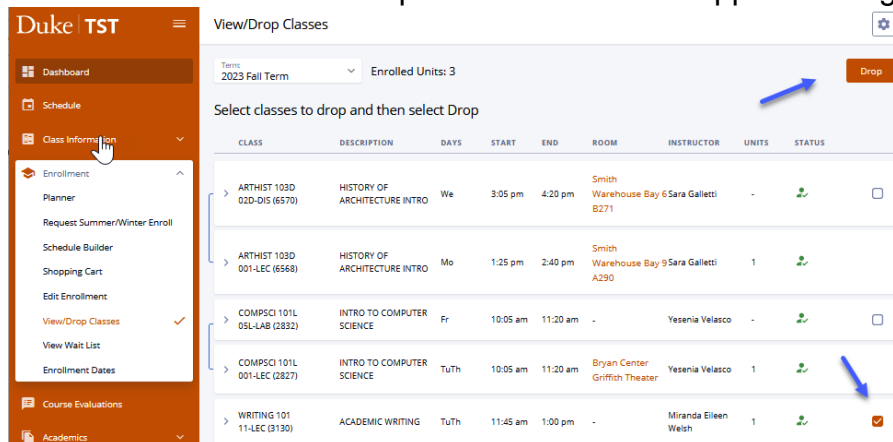 Duke TST
View/Drop Classes
Term:
2023 Fall Term
Enrolled Units: 3
Drop
Select classes to drop and then select Drop
Dashboard
Schedule
Class Information
Enrollment
Planner
Request Summer/Winter Enroll
Schedule Builder
Shopping Cart
Edit Enrollment
View/Drop Classes
View Wait List
Enrollment Dates
Course Evaluations
Academics
CLASS DESCRIPTION DAYS START END ROOM INSTRUCTOR UNITS STATUS
ARTHIST 103D
02D-DIS (6570)
HISTORY OF
ARCHITECTURE INTRO
We 3:05 pm 4:20 pm
Smith
Warehouse Bay 6
B271
Sara Galletti -
ARTHIST 103D
001-LEC (6568)
HISTORY OF
ARCHITECTURE INTRO
Mo 1:25 pm 2:40 pm
Smith
Warehouse Bay 9
A290
Sara Galletti 1
COMPSCI 101L
05L-LAB (2832)
INTRO TO COMPUTER
SCIENCE
Fr 10:05 am 11:20 am - Yesenia Velasco -
COMPSCI 101L
001-LEC (2827)
INTRO TO COMPUTER
SCIENCE
TuTh 10:05 am 11:20 am
Bryan Center
Griffith Theater
Yesenia Velasco 1
WRITING 101
11-LEC (3130)
ACADEMIC WRITING TuTh 11:45 am 1:00 pm -
Miranda Eileen
Welsh
1